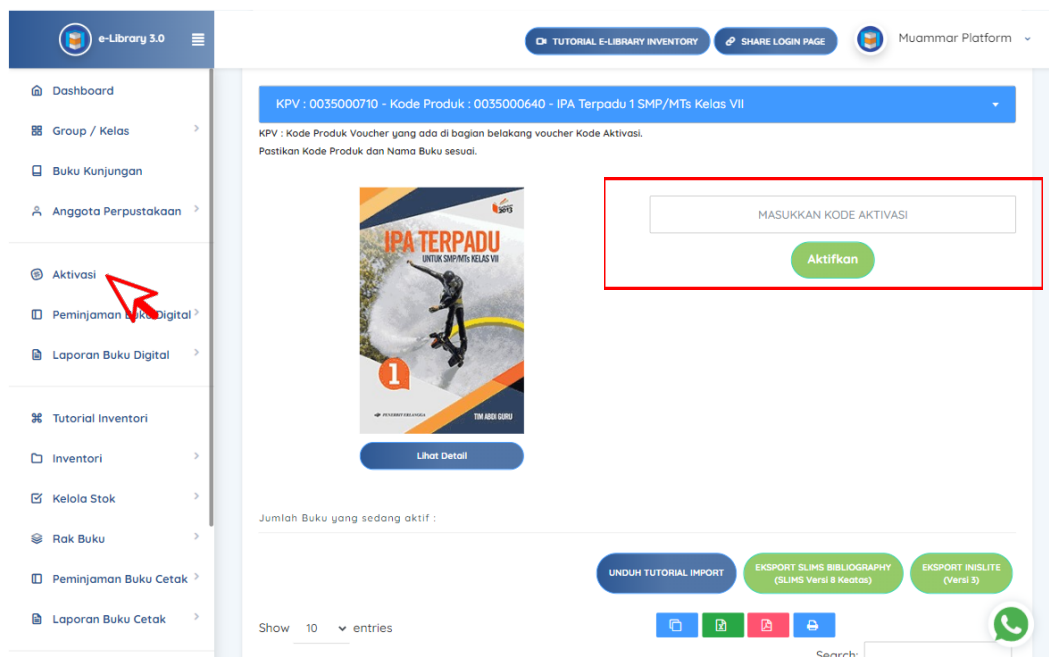 e-Library 3.0
TUTORIAL E-LIBRARY INVENTORY
SHARE LOGIN PAGE
Muammar Platform
Dashboard
Group / Kelas
Buku Kunjungan
Anggota Perpustakaan
Aktivasi
Peminjaman Buku Digital
Laporan Buku Digital
Tutorial Inventori
Inventori
Kelola Stok
Rak Buku
Peminjaman Buku Cetak
Laporan Buku Cetak
KPV : 0035000710 - Kode Produk : 0035000640 - IPA Terpadu 1 SMP/MTs Kelas VII
KPV : Kode Produk Voucher yang ada di bagian belakang voucher Kode Aktivasi.
Pastikan Kode Produk dan Nama Buku sesuai.
2013
IPA TERPADU
UNTUK SMP/MTs KELAS VII
1
PENERBIT ERLANGGA
TIM ABDI GURU
MASUKKAN KODE AKTIVASI
Aktifkan
Lihat Detail
Jumlah Buku yang sedang aktif :
UNDUH TUTORIAL IMPORT
EKSPORT SLIMS BIBLIOGRAPHY
(SLIMS Versi 8 Keatas)
EKSPORT INISLITE
(Versi 3)
Show 10 entries
Search: